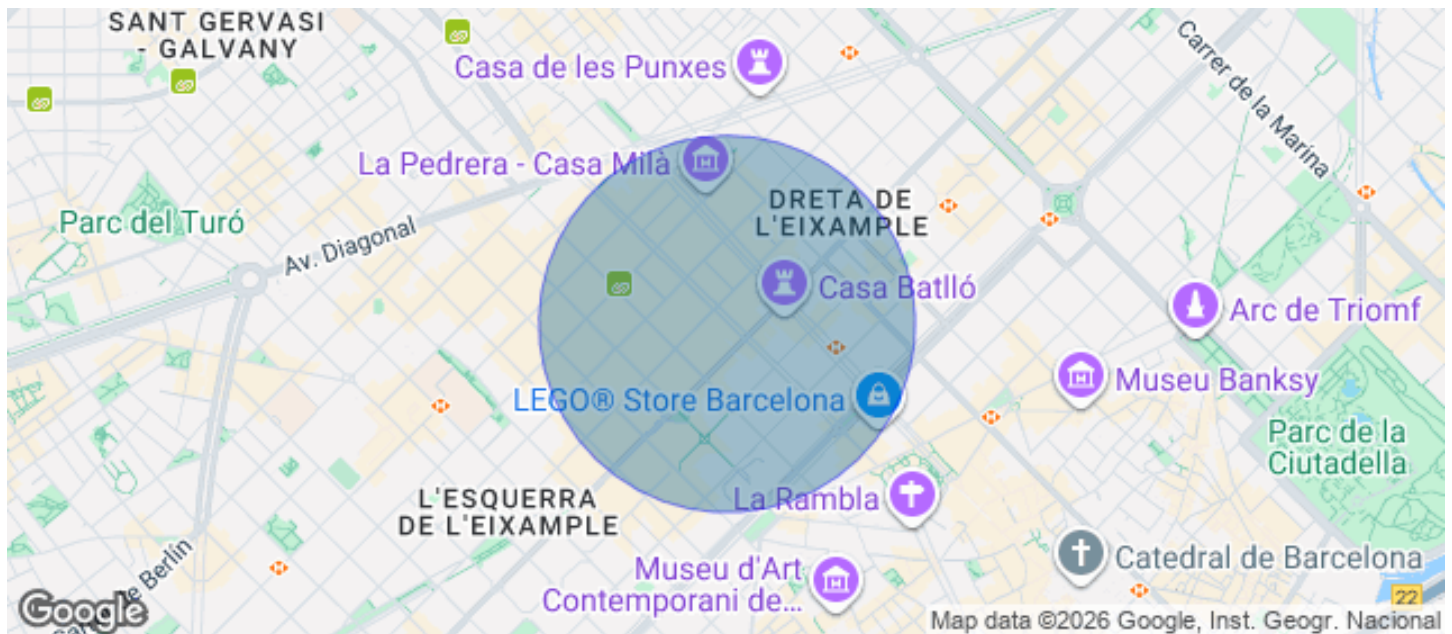 SANT GERVASI
- GALVANY
Casa de les Punxes
Carrer de la Marina
La Pedrera - Casa Milà
DRETA DE
L'EIXAMPLE
Parc del Turó
Av. Diagonal
Casa Batlló
Arc de Triomf
Museu Banksy
LEGO® Store Barcelona
Parc de la
Ciutadella
L'ESQUERRA
DE L'EIXAMPLE
La Rambla
Catedral de Barcelona
Museu d'Art
Contemporani de...
de Berlín
22
Google
Map data ©2026 Google, Inst. Geogr. Nacional